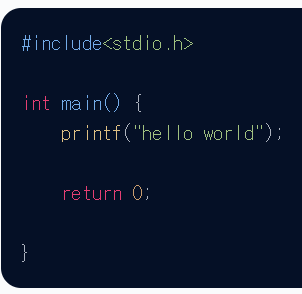 #include<stdio.h>
int main() {
    printf("hello world");
    return 0;
}